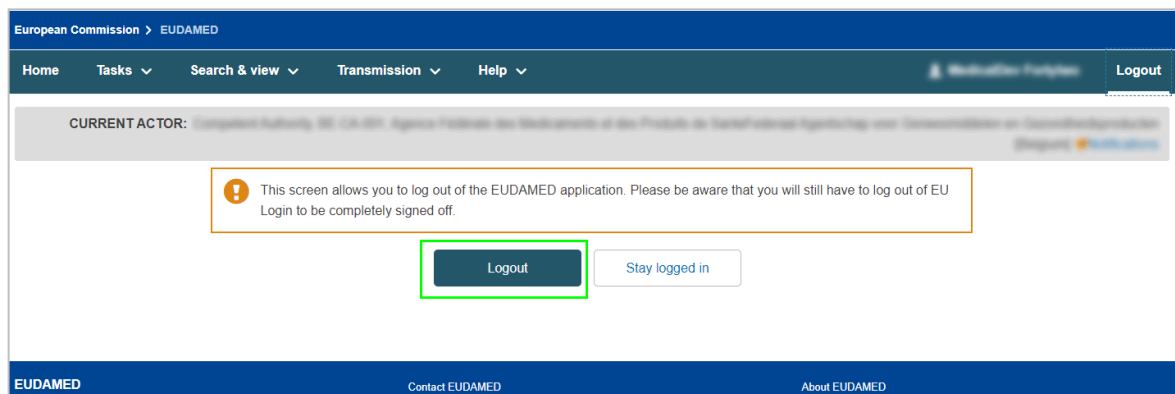 European Commission > EUDAMED
Home Tasks Search & view Transmission Help Logout
CURRENT ACTOR:
This screen allows you to log out of the EUDAMED application. Please be aware that you will still have to log out of EU
Login to be completely signed off.
Logout Stay logged in
EUDAMED Contact EUDAMED About EUDAMED